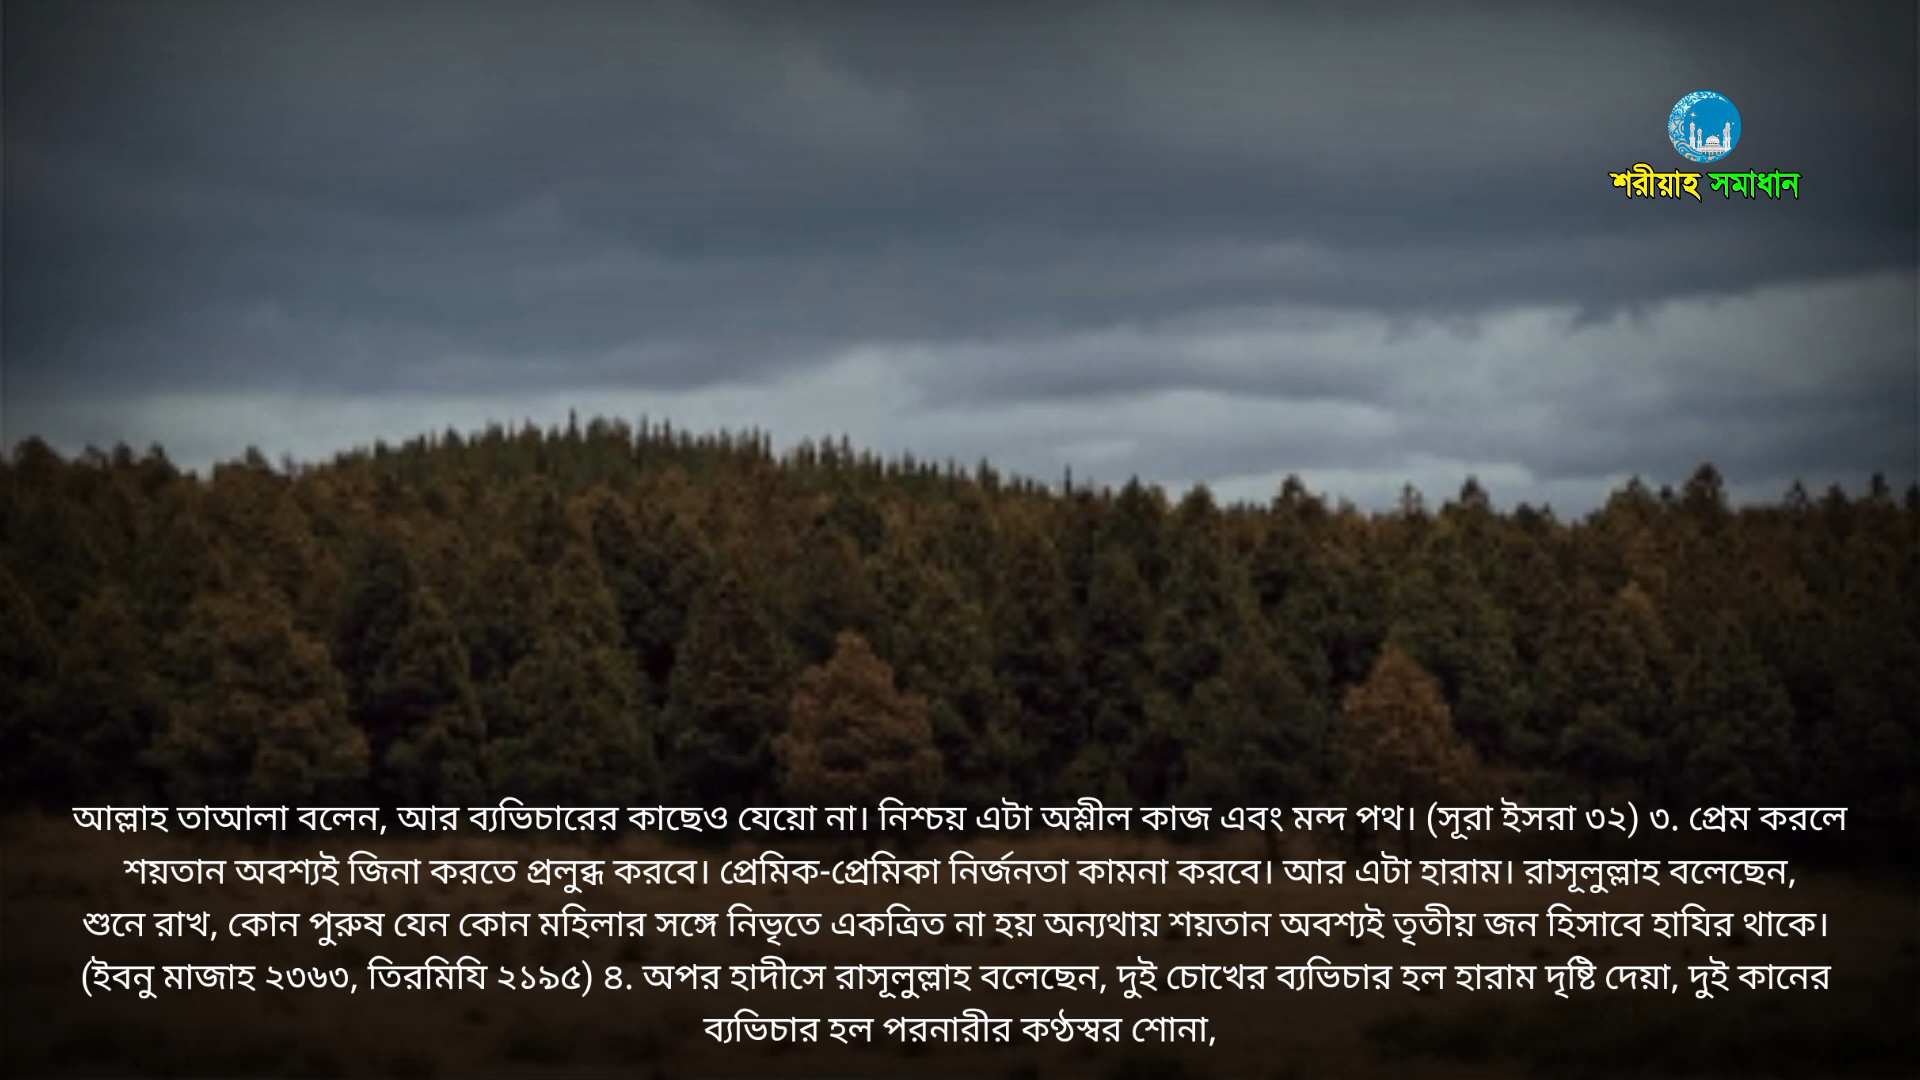 শরীয়াহ সমাধান
আল্লাহ তাআলা বলেন, আর ব্যভিচারের কাছেও যেয়ো না। নিশ্চয় এটা অশ্লীল কাজ এবং মন্দ পথ। (সূরা ইসরা ৩২) ৩. প্রেম করলে
শয়তান অবশ্যই জিনা করতে প্রলুব্ধ করবে। প্রেমিক-প্রেমিকা নির্জনতা কামনা করবে। আর এটা হারাম। রাসূলুল্লাহ বলেছেন,
শুনে রাখ, কোন পুরুষ যেন কোন মহিলার সঙ্গে নিভৃতে একত্রিত না হয় অন্যথায় শয়তান অবশ্যই তৃতীয় জন হিসাবে হাযির থাকে।
(ইবনু মাজাহ ২৩৬৩, তিরমিযি ২১৯৫) ৪. অপর হাদীসে রাসূলুল্লাহ বলেছেন, দুই চোখের ব্যভিচার হল হারাম দৃষ্টি দেয়া, দুই কানের
ব্যভিচার হল পরনারীর কণ্ঠস্বর শোনা,